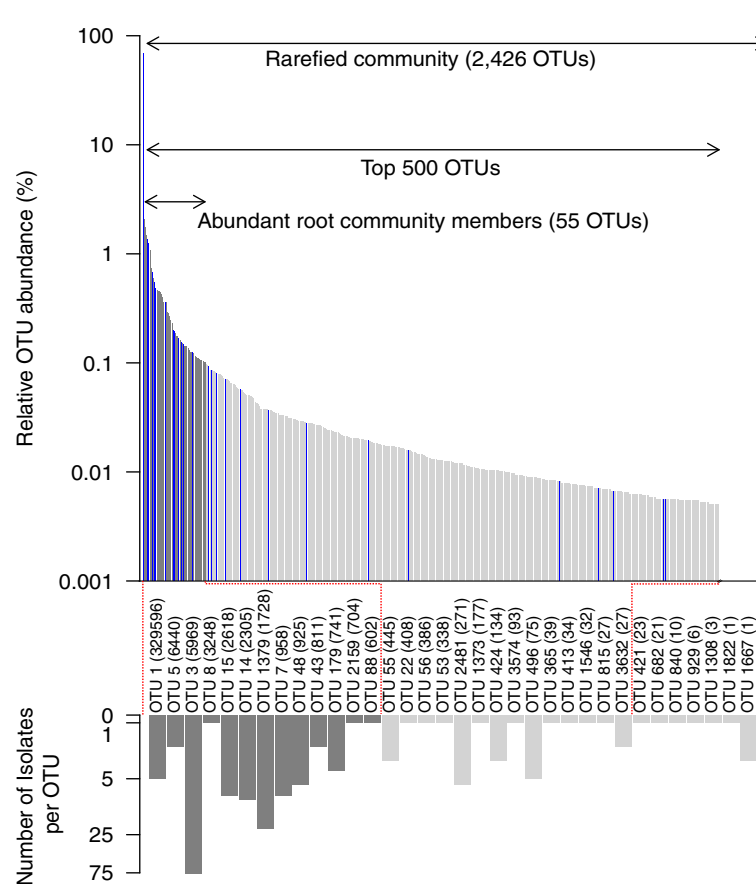 100
Rarefied community (2,426 OTUs)
10
Top 500 OTUs
Abundant root community members (55 OTUs)
1
0.1
0.01
0.001
Relative OTU abundance (%)
OTU 1 (329596)
OTU 5 (6440)
OTU 3 (5969)
OTU 8 (3248)
OTU 15 (2618)
OTU 14 (2305)
OTU 1379 (1728)
OTU 7 (958)
OTU 48 (925)
OTU 43 (811)
OTU 179 (741)
OTU 2159 (704)
OTU 88 (602)
OTU 55 (445)
OTU 22 (408)
OTU 56 (386)
OTU 53 (338)
OTU 2481 (271)
OTU 1373 (177)
OTU 424 (134)
OTU 3574 (93)
OTU 496 (75)
OTU 365 (39)
OTU 413 (34)
OTU 1546 (32)
OTU 815 (27)
OTU 3632 (27)
OTU 421 (23)
OTU 682 (21)
OTU 840 (10)
OTU 929 (6)
OTU 1308 (3)
OTU 1822 (1)
OTU 1667 (1)
0
1
5
25
75
Number of Isolates
per OTU